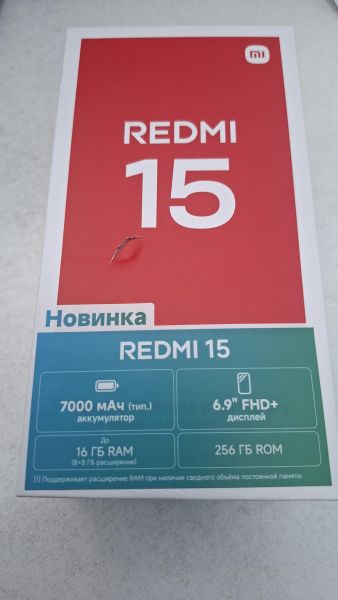 mi
REDMI
15
Новинка
REDMI 15
7000 мАч (тип.)
аккумулятор
6.9" FHD+
дисплей
До
16 ГБ RAM
(8+8 ГБ расширение)
256 ГБ ROM
[1] Поддерживает расширение RAM при наличии сводного объёма постоянной памяти.